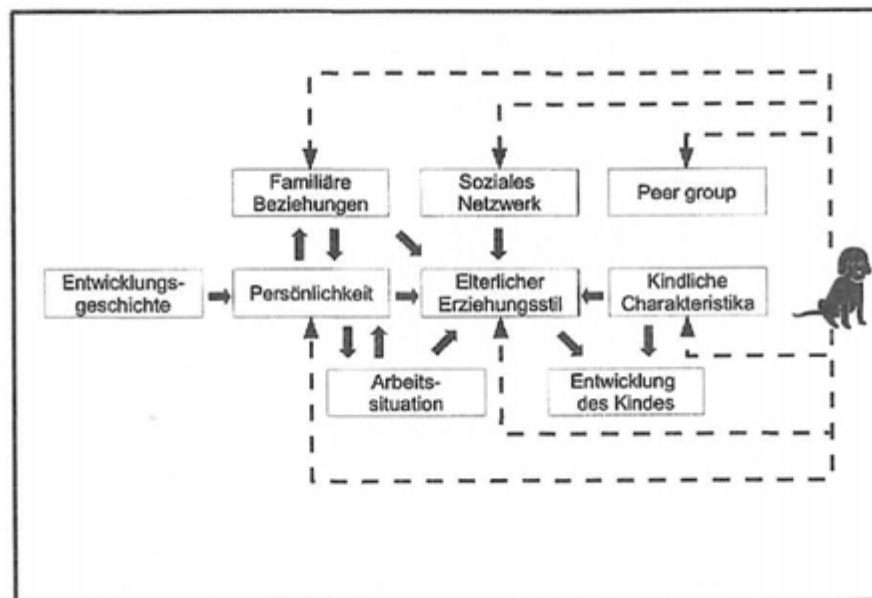 Familiäre
Beziehungen
Soziales
Netzwerk
Peer group
Entwicklungs-
geschichte
Persönlichkeit
Elterlicher
Erziehungsstil
Kindliche
Charakteristika
Arbeits-
situation
Entwicklung
des Kindes